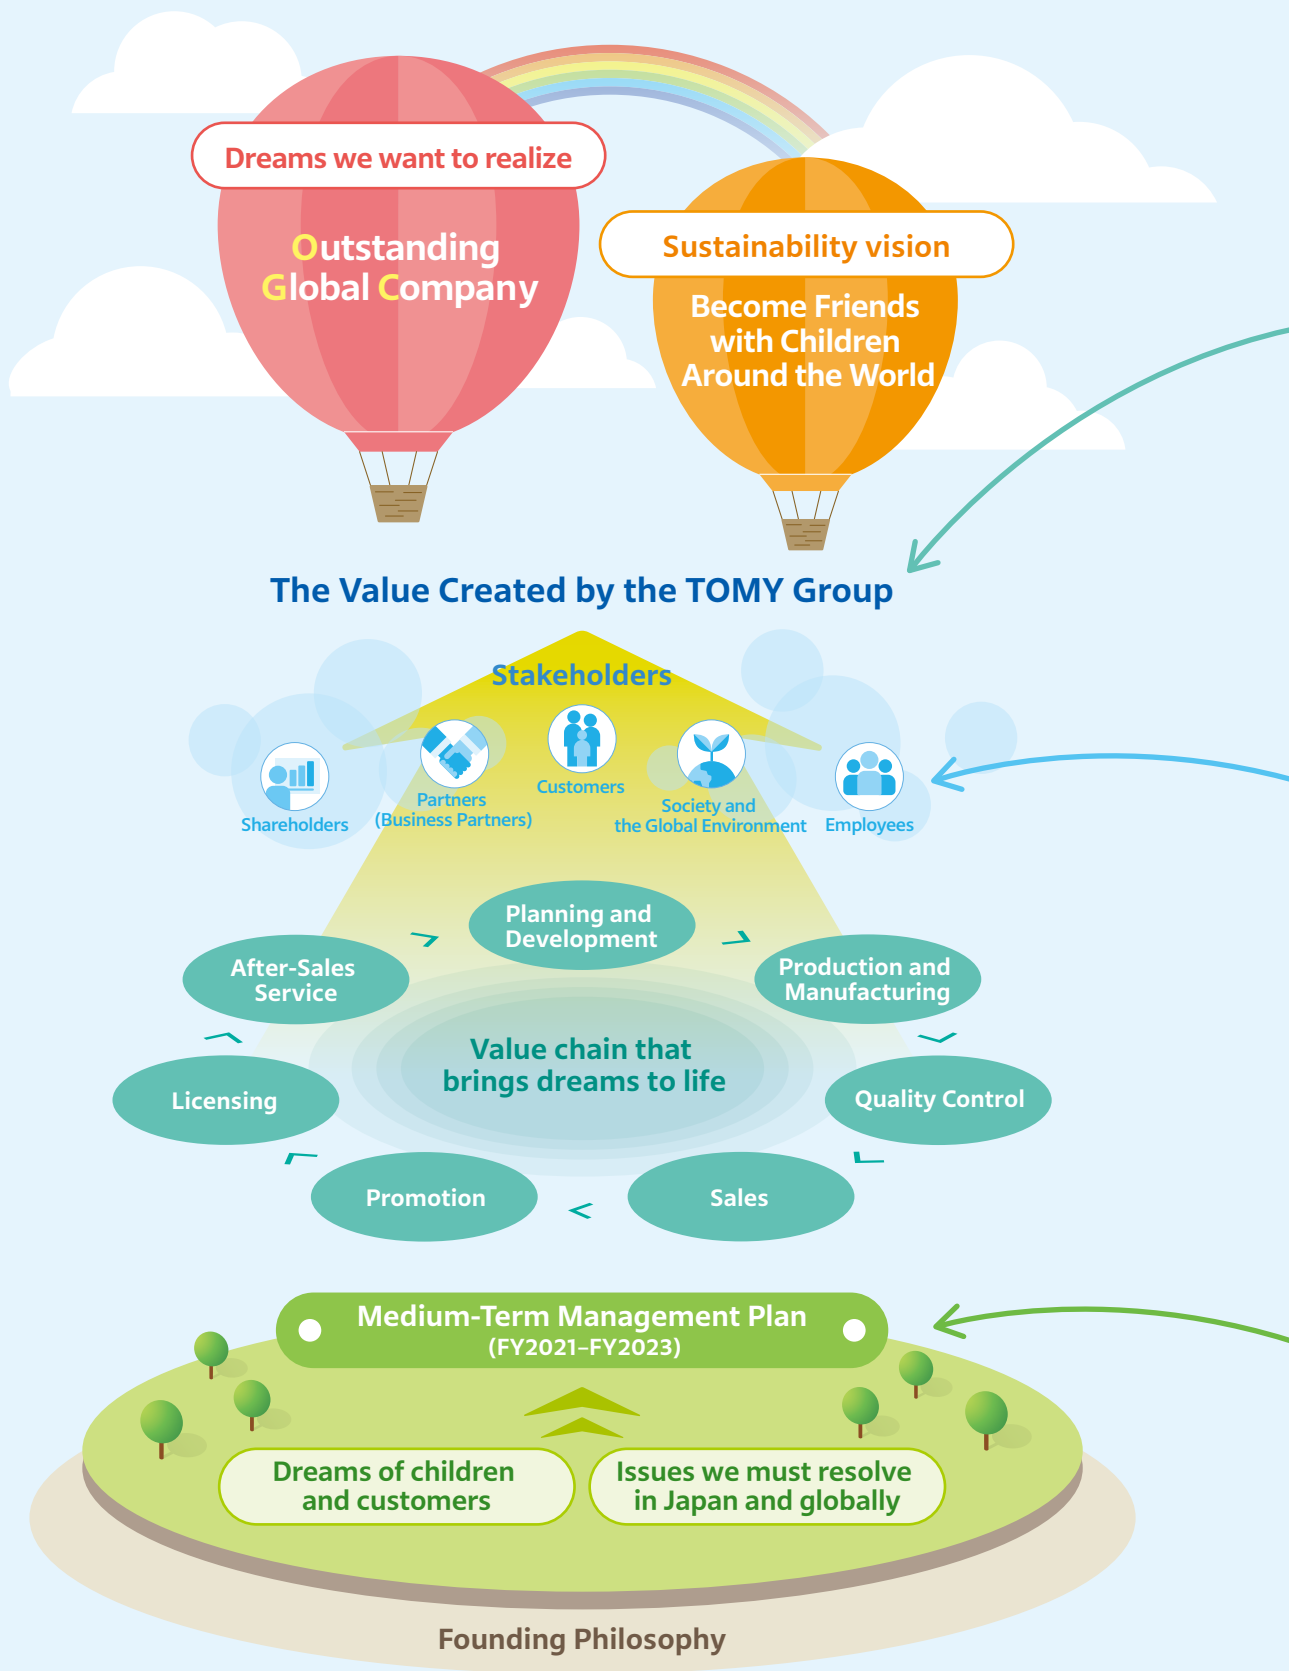 Dreams we want to realize
Outstanding
Global Company
Sustainability vision
Become Friends
with Children
Around the World
The Value Created by the TOMY Group
Stakeholders
Shareholders
Partners
(Business Partners)
Customers
Society and
the Global Environment
Employees
Planning and
Development
Production and
Manufacturing
Quality Control
Sales
Promotion
Licensing
After-Sales
Service
Value chain that
brings dreams to life
Medium-Term Management Plan
(FY2021–FY2023)
Dreams of children
and customers
Issues we must resolve
in Japan and globally
Founding Philosophy